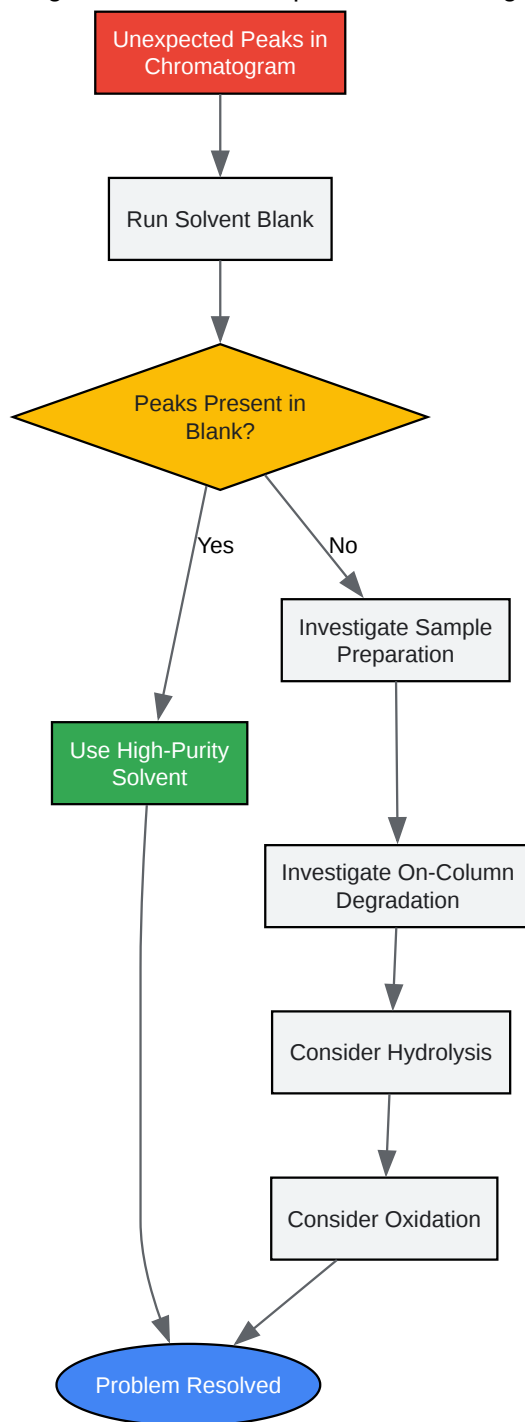 Unexpected Peaks in
Chromatogram
Run Solvent Blank
Peaks Present in
Blank?
Yes
No
Investigate Sample
Preparation
Use High-Purity
Solvent
Investigate On-Column
Degradation
Consider Hydrolysis
Consider Oxidation
Problem Resolved